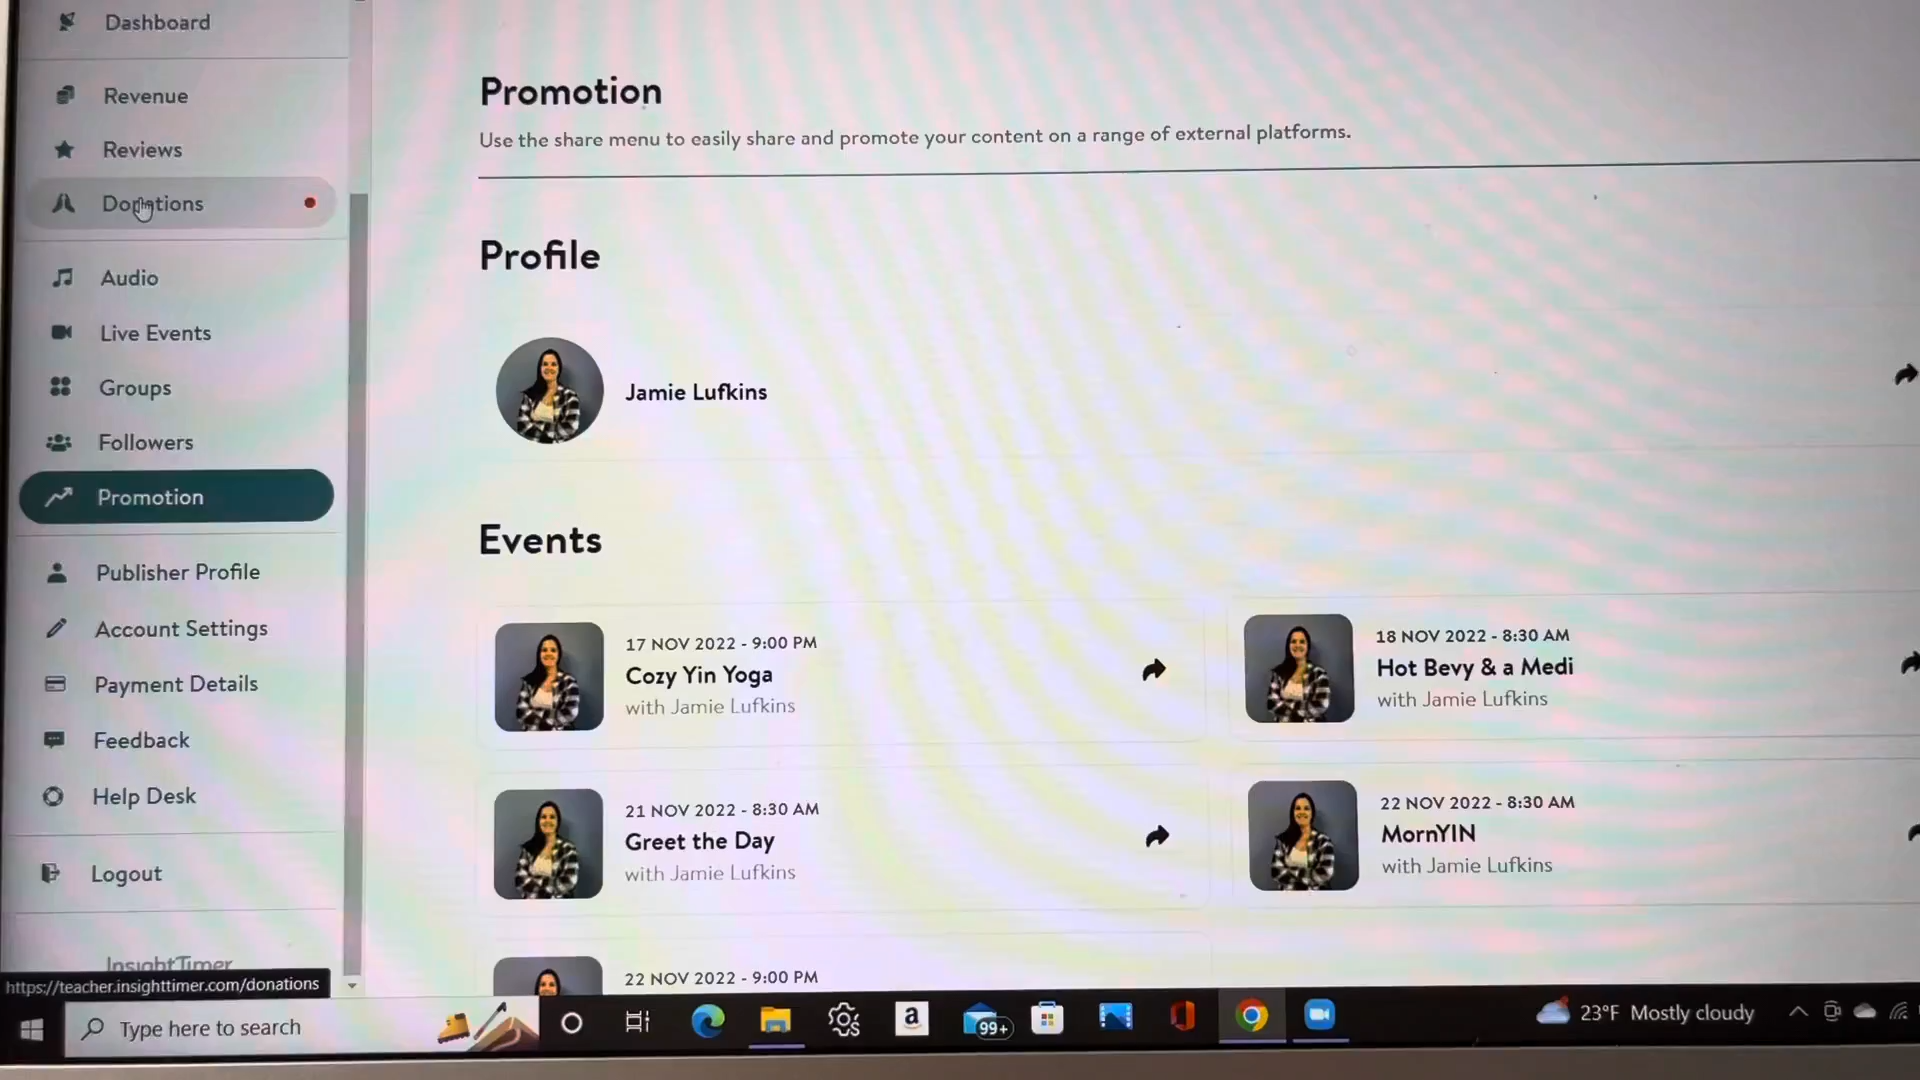 Dashboard
Revenue
Reviews
Donations
Audio
Live Events
Groups
Followers
Promotion
Publisher Profile
Account Settings
Payment Details
Feedback
Help Desk
Logout
InsightTimer
https://teacher.insighttimer.com/donations
Promotion
Use the share menu to easily share and promote your content on a range of external platforms.
Profile
Jamie Lufkins
Events
17 NOV 2022 - 9:00 PM
Cozy Yin Yoga
with Jamie Lufkins
18 NOV 2022 - 8:30 AM
Hot Bevy & a Medi
with Jamie Lufkins
21 NOV 2022 - 8:30 AM
Greet the Day
with Jamie Lufkins
22 NOV 2022 - 8:30 AM
MornYIN
with Jamie Lufkins
22 NOV 2022 - 9:00 PM
Type here to search
a
99+
23°F Mostly cloudy